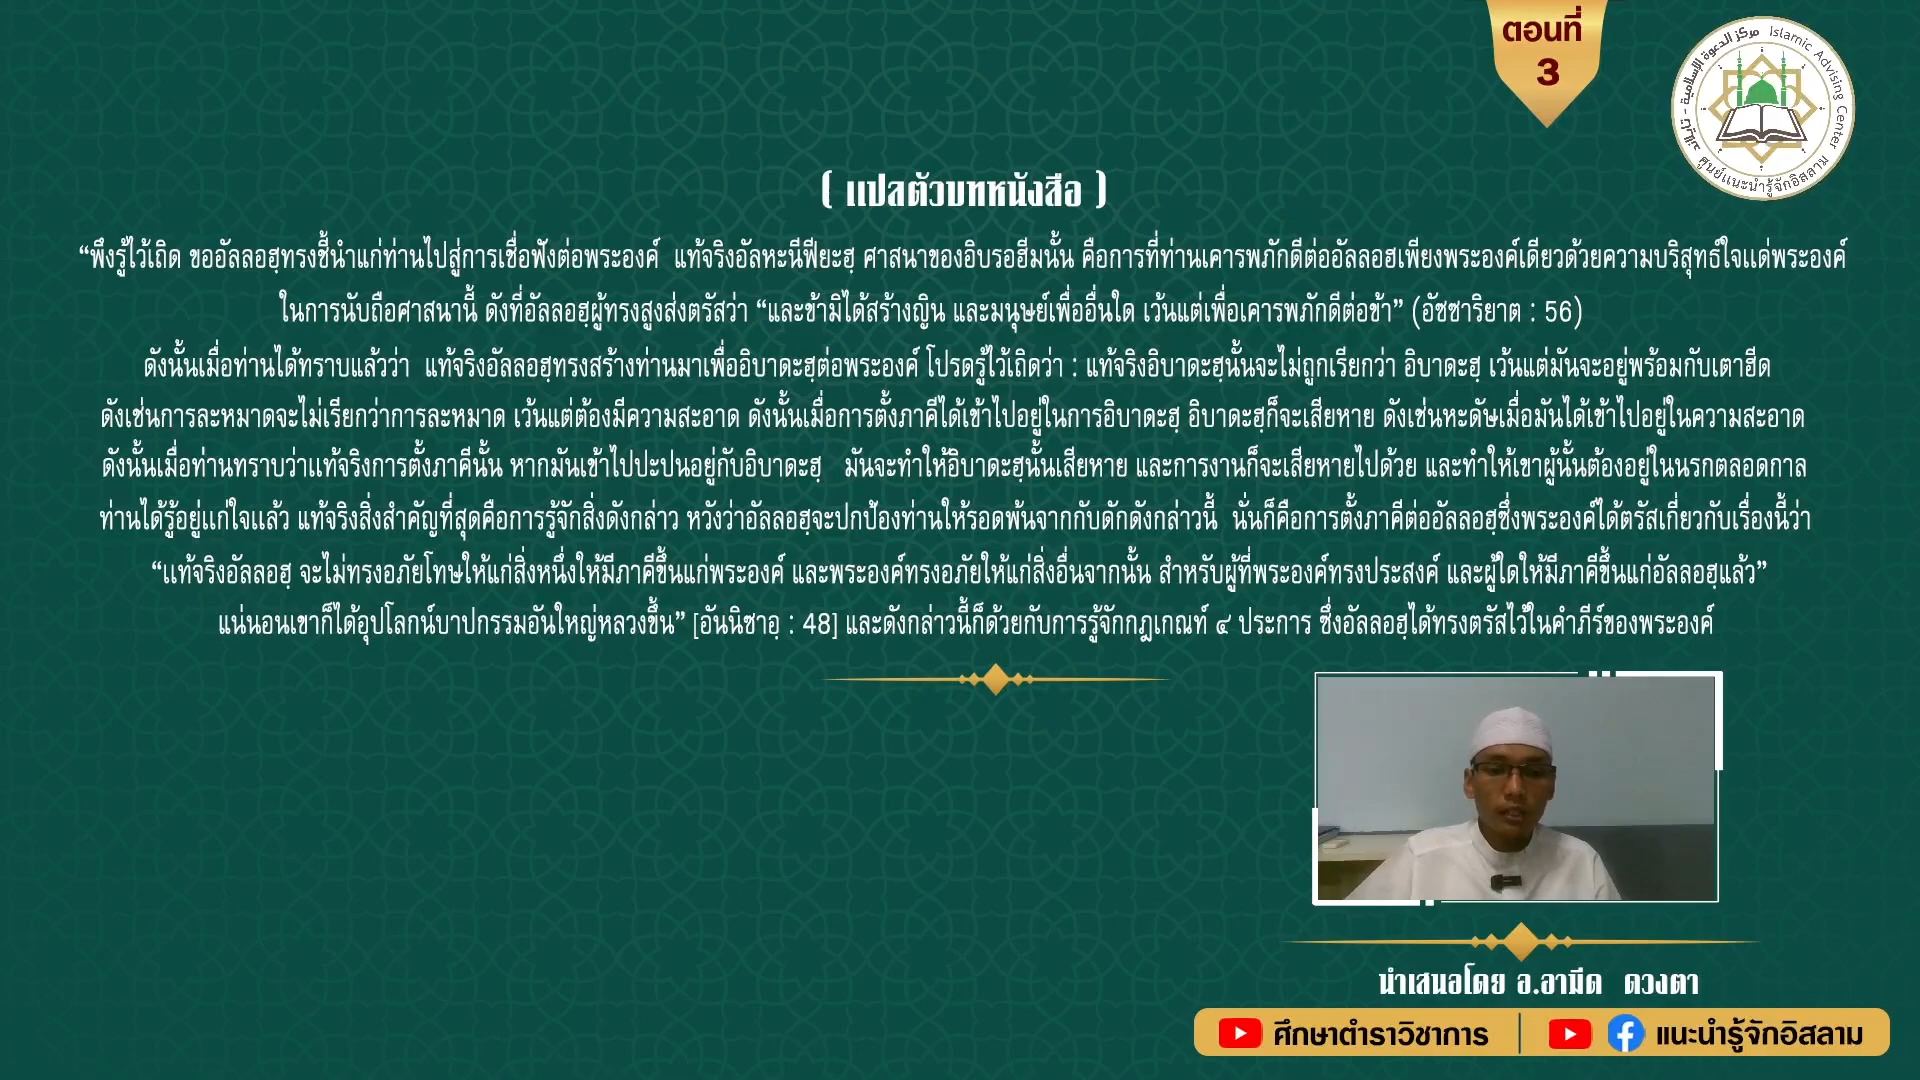 ตอนที่
3
مركز الدعوة الإسلامية - تايلاند
Islamic Advising Center
ศูนย์แนะนำรู้จักอิสลาม
( แปลตัวบทหนังสือ )
“พึงรู้ไว้เถิด ขออัลลอฮฺทรงชี้นำแก่ท่านไปสู่การเชื่อฟังต่อพระองค์ แท้จริงอัลหะนีฟียะฮฺ ศาสนาของอิบรอฮีมนั้น คือการที่ท่านเคารพภักดีต่ออัลลอฮเพียงพระองค์เดียวด้วยความบริสุทธ์ใจแด่พระองค์
ในการนับถือศาสนานี้ ดังที่อัลลอฮฺผู้ทรงสูงส่งตรัสว่า “และข้ามิได้สร้างญิน และมนุษย์เพื่ออื่นใด เว้นแต่เพื่อเคารพภักดีต่อข้า” (อัซซาริยาต : 56)
ดังนั้นเมื่อท่านได้ทราบแล้วว่า แท้จริงอัลลอฮฺทรงสร้างท่านมาเพื่ออิบาดะฮฺต่อพระองค์ โปรดรู้ไว้เถิดว่า : แท้จริงอิบาดะฮฺนั้นจะไม่ถูกเรียกว่า อิบาดะฮฺ เว้นแต่มันจะอยู่พร้อมกับเตาฮีด
ดังเช่นการละหมาดจะไม่เรียกว่าการละหมาด เว้นแต่ต้องมีความสะอาด ดังนั้นเมื่อการตั้งภาคีได้เข้าไปอยู่ในการอิบาดะฮฺ อิบาดะฮฺก็จะเสียหาย ดังเช่นหะดัษเมื่อมันได้เข้าไปอยู่ในความสะอาด
ดังนั้นเมื่อท่านทราบว่าแท้จริงการตั้งภาคีนั้น หากมันเข้าไปปะปนอยู่กับอิบาดะฮฺ มันจะทำให้อิบาดะฮฺนั้นเสียหาย และการงานก็จะเสียหายไปด้วย และทำให้เขาผู้นั้นต้องอยู่ในนรกตลอดกาล
ท่านได้รู้อยู่แก่ใจแล้ว แท้จริงสิ่งสำคัญที่สุดคือการรู้จักสิ่งดังกล่าว หวังว่าอัลลอฮฺจะปกป้องท่านให้รอดพ้นจากกับดักดังกล่าวนี้ นั่นก็คือการตั้งภาคีต่ออัลลอฮฺซึ่งพระองค์ได้ตรัสเกี่ยวกับเรื่องนี้ว่า
“แท้จริงอัลลอฮฺ จะไม่ทรงอภัยโทษให้แก่สิ่งหนึ่งให้มีภาคีขึ้นแก่พระองค์ และพระองค์ทรงอภัยให้แก่สิ่งอื่นจากนั้น สำหรับผู้ที่พระองค์ทรงประสงค์ และผู้ใดให้มีภาคีขึ้นแก่อัลลอฮฺแล้ว”
แน่นอนเขาก็ได้อุปโลกน์บาปกรรมอันใหญ่หลวงขึ้น” [อันนิซาอฺ : 48] และดังกล่าวนี้ก็ด้วยกับการรู้จักกฎเกณท์ ๔ ประการ ซึ่งอัลลอฮฺได้ทรงตรัสไว้ในคำภีร์ของพระองค์
นำเสนอโดย อ.อามีด ดวงตา
ศึกษาตำราวิชาการ
แนะนำรู้จักอิสลาม